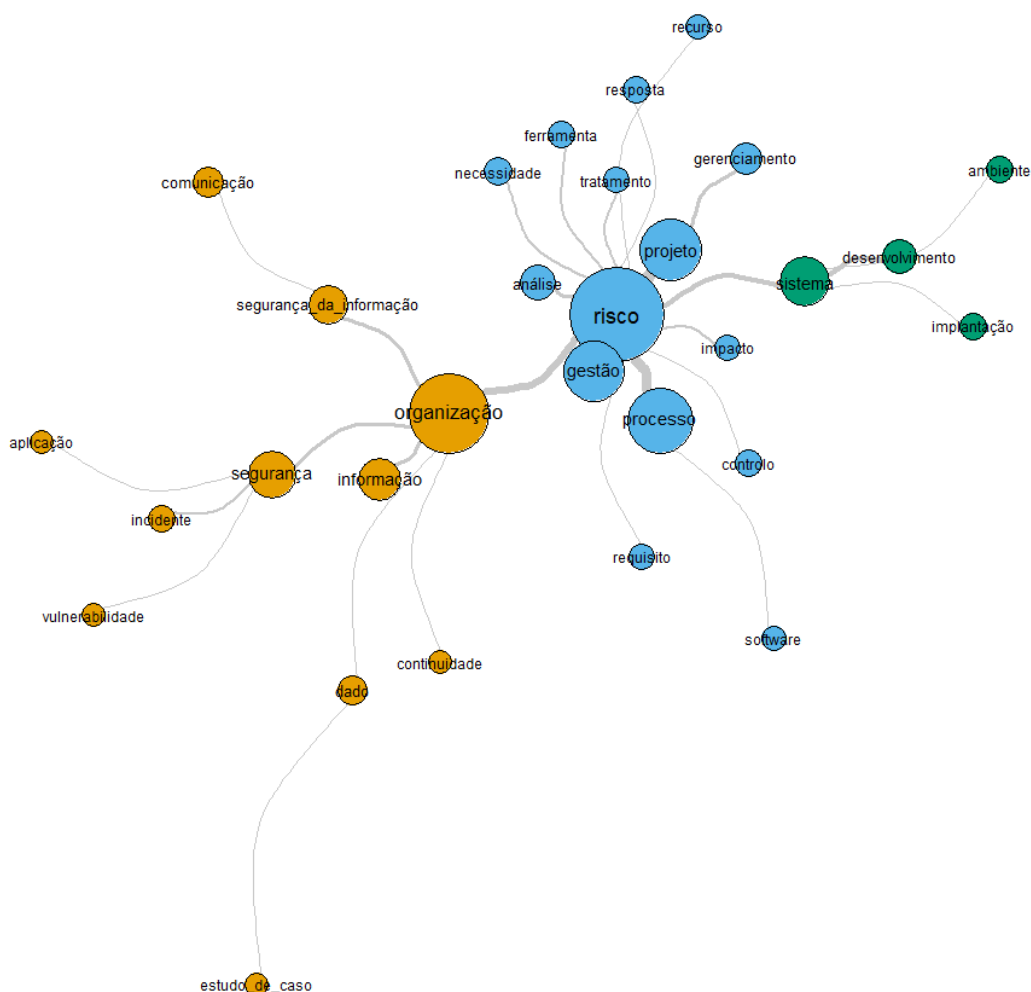 recurso
resposta
ferramenta
gerenciamento
necessidade
tratamento
ambiente
comunicação
projeto
desenvolvimento
sistema
análise
segurança_da_informação
risco
implantação
impacto
gestão
organização
processo
aplicação
segurança
informação
controlo
incidente
requisito
vulnerabilidade
software
continuidade
dado
estudo_de_caso